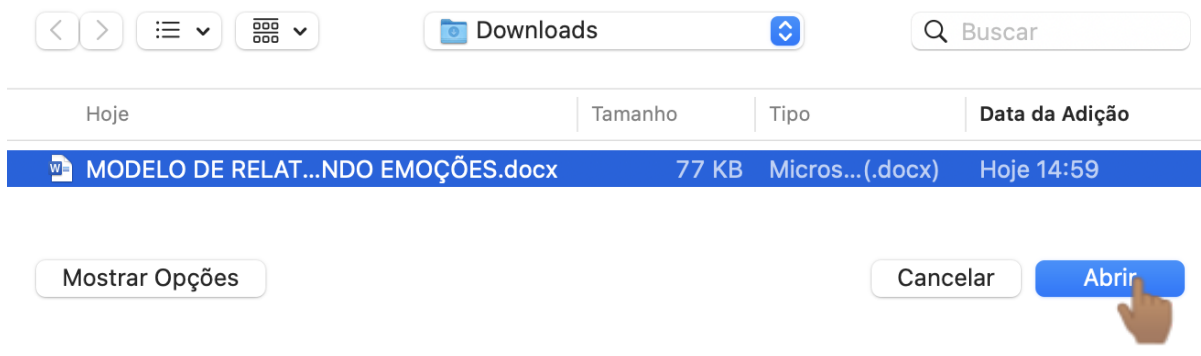 Downloads
Buscar
Hoje Tamanho Tipo Data da Adição
MODELO DE RELAT...NDO EMOÇÕES.docx 77 KB Micros...(.docx) Hoje 14:59
Mostrar Opções Cancelar Abrir